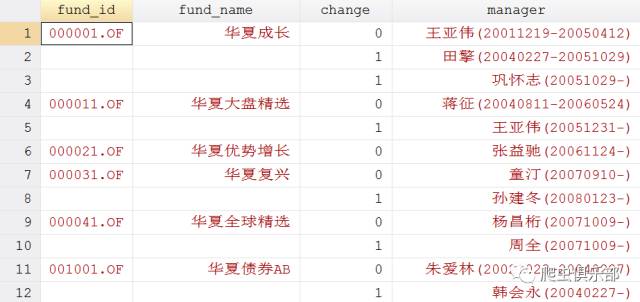 fund_id fund_name change manager
1 000001.OF 华夏成长 0 王亚伟(20011219-20050412)
2 1 田擎(20040227-20051029)
3 1 巩怀志(20051029-)
4 000011.OF 华夏大盘精选 0 蒋征(20040811-20060524)
5 1 王亚伟(20051231-)
6 000021.OF 华夏优势增长 0 张益驰(20061124-)
7 000031.OF 华夏复兴 0 童汀(20070910-)
8 1 孙建冬(20080123-)
9 000041.OF 华夏全球精选 0 杨昌桁(20071009-)
10 1 周全(20071009-)
11 001001.OF 华夏债券AB 0 朱爱林
12 1 韩会永(20040227-)
爬虫俱乐部